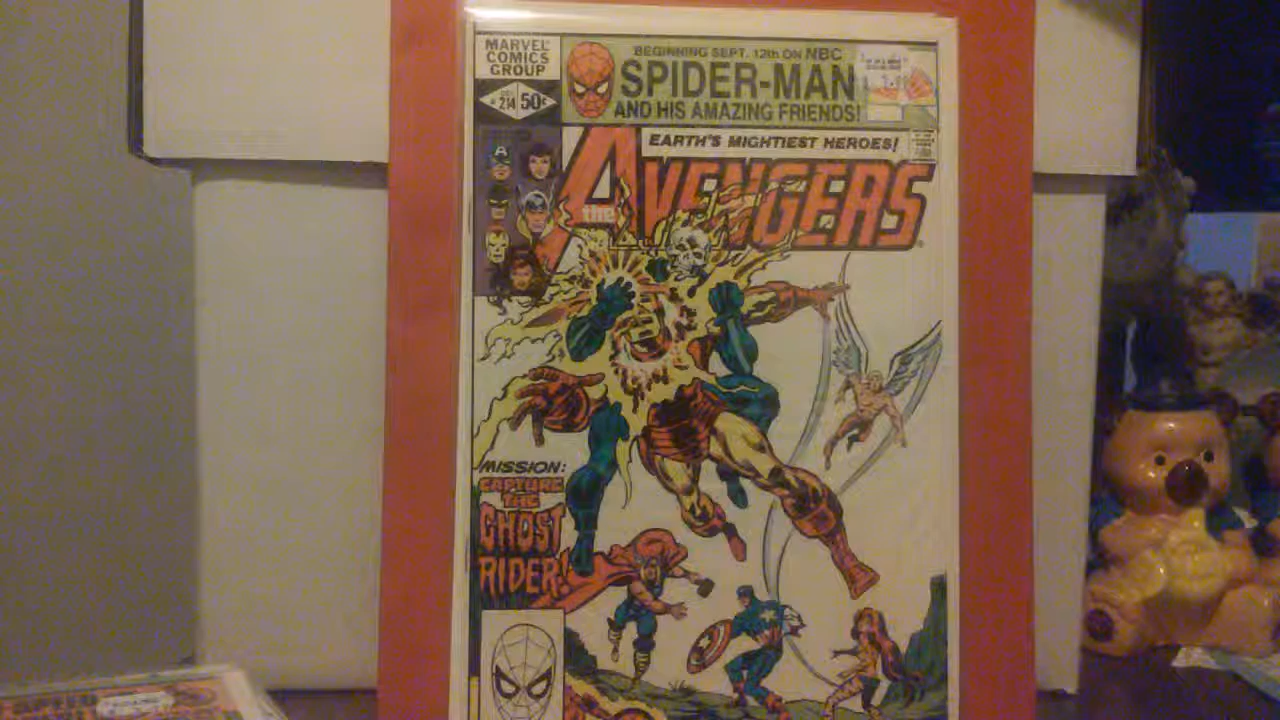 MARVEL®
COMICS
GROUP
214
50¢
BEGINNING SEPT. 12th ON NBC
SPIDER-MAN
AND HIS AMAZING FRIENDS!
EARTH'S MIGHTIEST HEROES!
the AVENGERS
MISSION:
CAPTURE
THE
GHOST
RIDER!